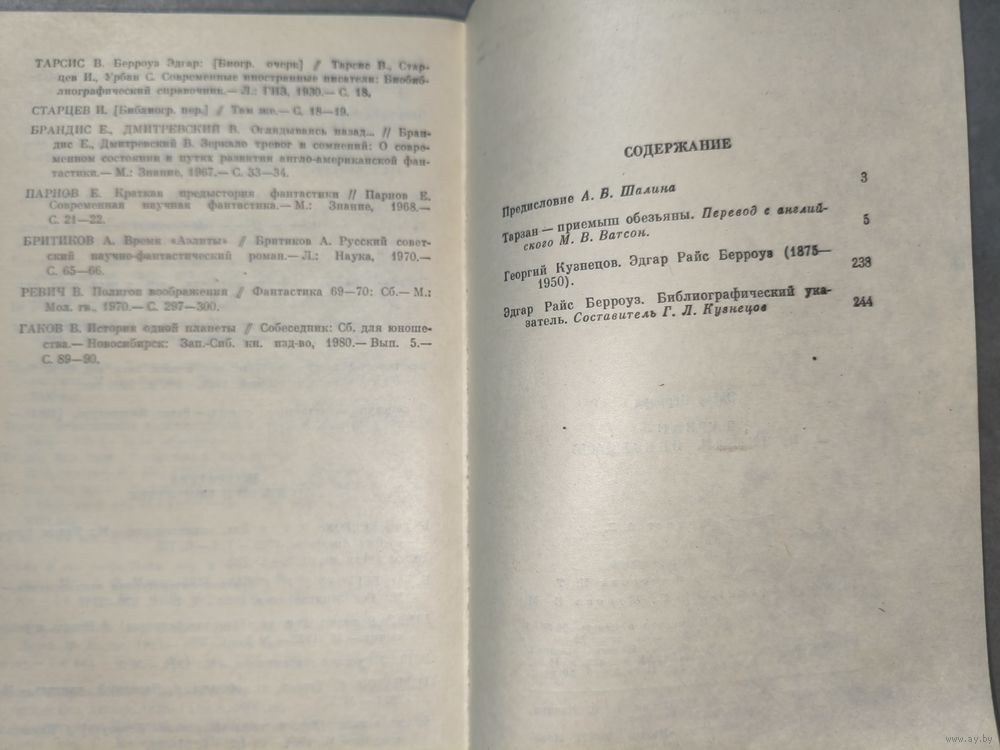 ТАРСИС В. Берроуз Эдгар: [Биогр. очерк] // Тарсис В., Стар-
цев И., Урбан С. Современные иностранные писатели: Биобиб-
лиографический справочник.— Л.: ГИЗ, 1930.— С. 18.
СТАРЦЕВ И. [Библиогр. пер.] // Там же.— С. 18—19.
БРАНДИС Е., ДМИТРЕВСКИЙ В. Оглядываясь назад... // Бран-
дис Е., Дмитревский В. Зеркало тревог и сомнений: О совре-
менном состоянии и путях развития англо-американской фан-
тастики.— М.: Знание, 1967.— С. 33—34.
ПАРНОВ Е. Краткая предыстория фантастики // Парнов Е.
Современная научная фантастика.— М.: Знание, 1968.—
С. 21—22.
БРИТИКОВ А. Время «Аэлиты» // Бритиков А. Русский совет-
ский научно-фантастический роман.— Л.: Наука, 1970.—
С. 65—66.
РЕВИЧ В. Полигон воображения // Фантастика 69—70: Сб.— М.:
Мол. гв., 1970.— С. 297—300.
ГАКОВ В. История одной планеты // Собеседник: Сб. для юноше-
ства.— Новосибирск: Зап.-Сиб. кн. изд-во, 1980.— Вып. 5.—
С. 89—90.
СОДЕРЖАНИЕ
Предисловие А. В. Шалина 3
Тарзан — приемыш обезьяны. Перевод с англий-
ского М. В. Ватсон. 5
Георгий Кузнецов. Эдгар Райс Берроуз (1875—
1950). 238
Эдгар Райс Берроуз. Библиографический ука-
затель. Составитель Г. Л. Кузнецов 244
www.ay.by